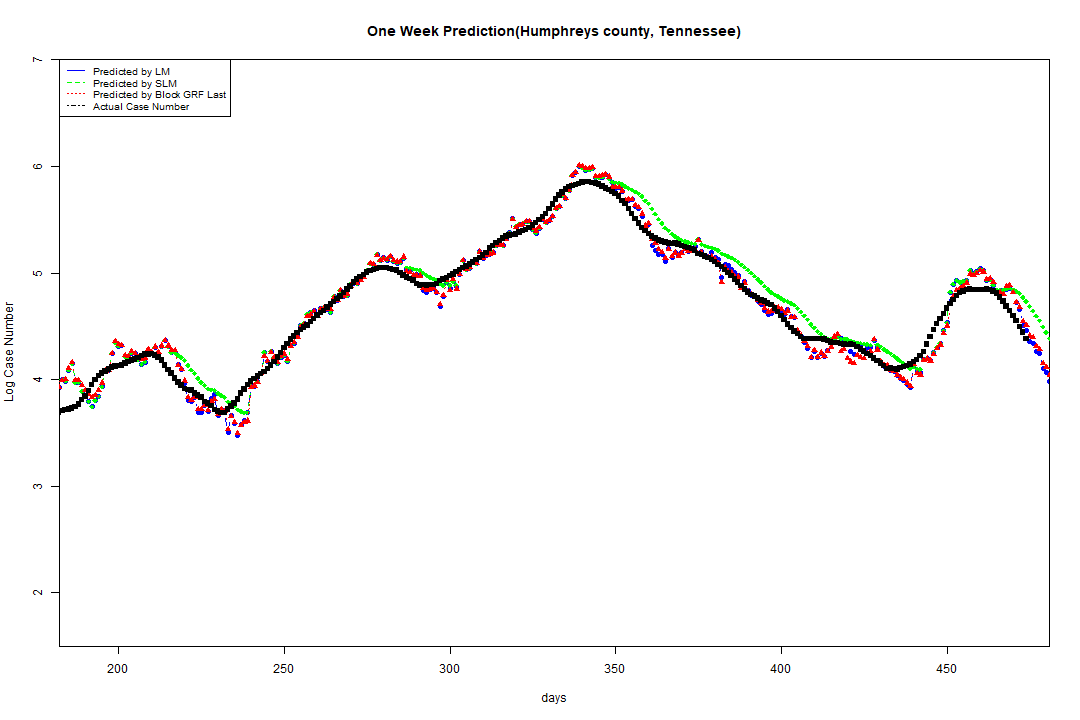 One Week Prediction(Humphreys county, Tennessee)
Predicted by LM
Predicted by SLM
Predicted by Block GRF Last
Actual Case Number
7
6
5
4
3
2
Log Case Number
200 250 300 350 400 450
days